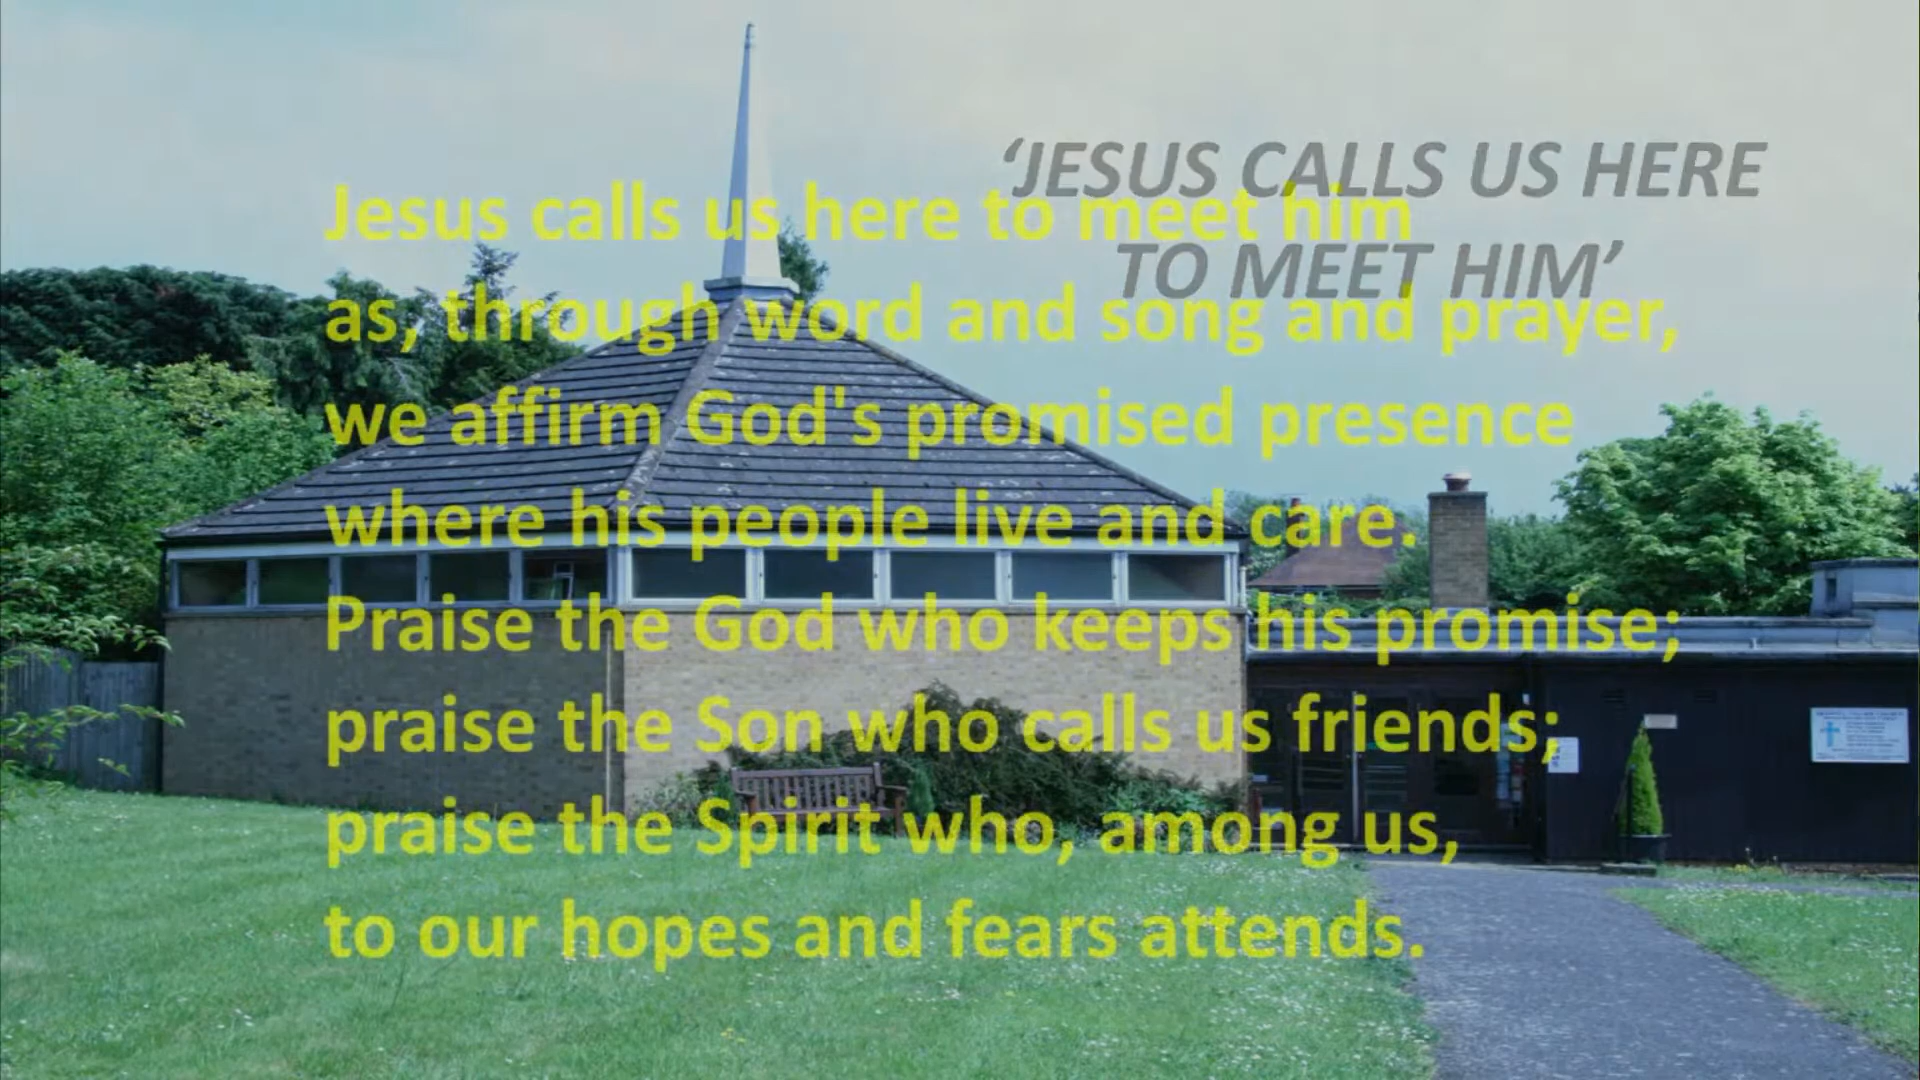 ‘JESUS CALLS US HERE
TO MEET HIM’
Jesus calls us here to meet him
as, through word and song and prayer,
we affirm God's promised presence
where his people live and care.
Praise the God who keeps his promise;
praise the Son who calls us friends;
praise the Spirit who, among us,
to our hopes and fears attends.